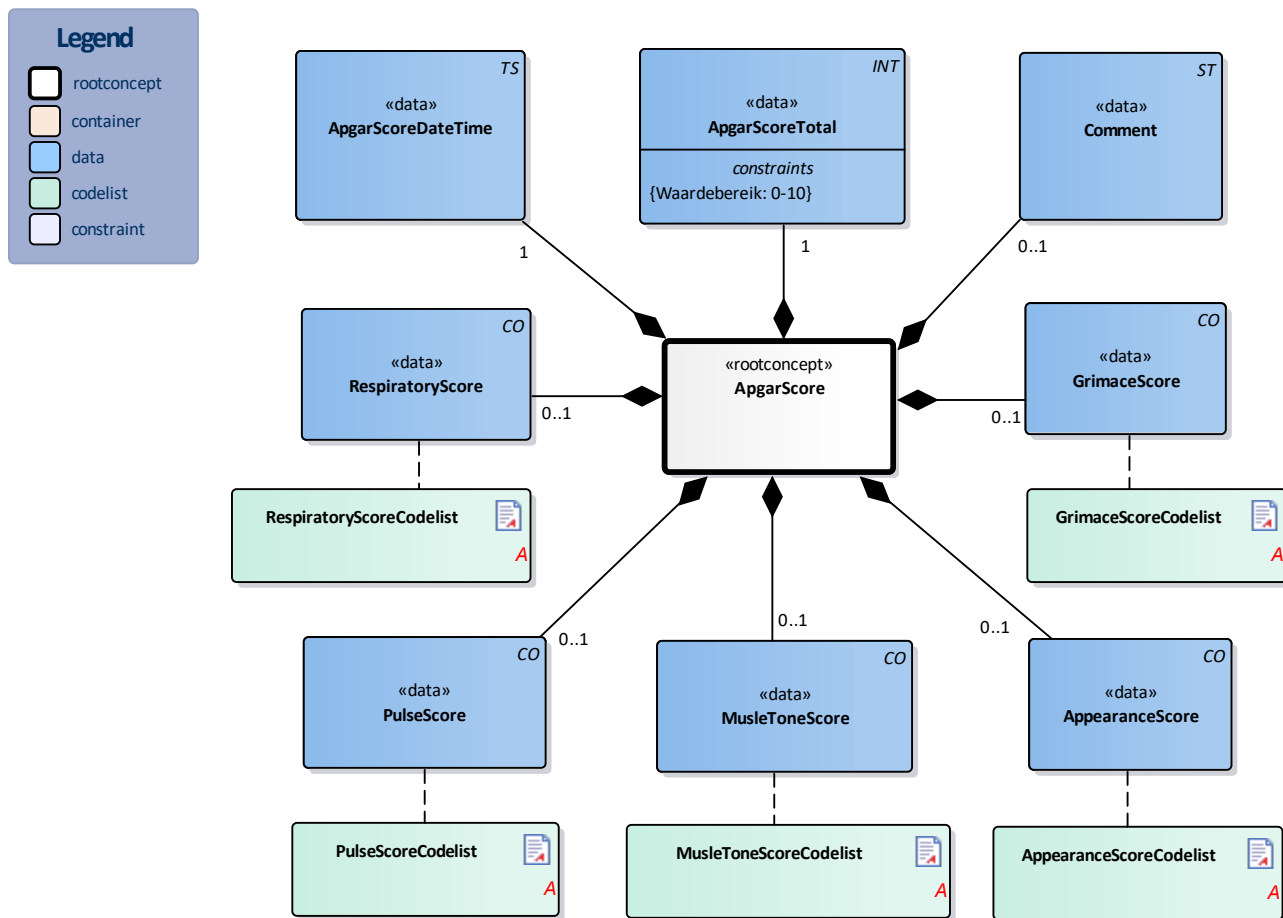 Legend
rootconcept
container
data
codelist
constraint
TS
«data»
ApgarScoreDateTime
INT
«data»
ApgarScoreTotal
constraints
{Waardebereik: 0-10}
ST
«data»
Comment
1
1
0..1
CO
«data»
RespiratoryScore
0..1
«rootconcept»
ApgarScore
CO
«data»
GrimaceScore
0..1
RespiratoryScoreCodelist
A
GrimaceScoreCodelist
A
0..1
0..1
0..1
CO
«data»
PulseScore
CO
«data»
MusleToneScore
CO
«data»
AppearanceScore
PulseScoreCodelist
A
MusleToneScoreCodelist
A
AppearanceScoreCodelist
A